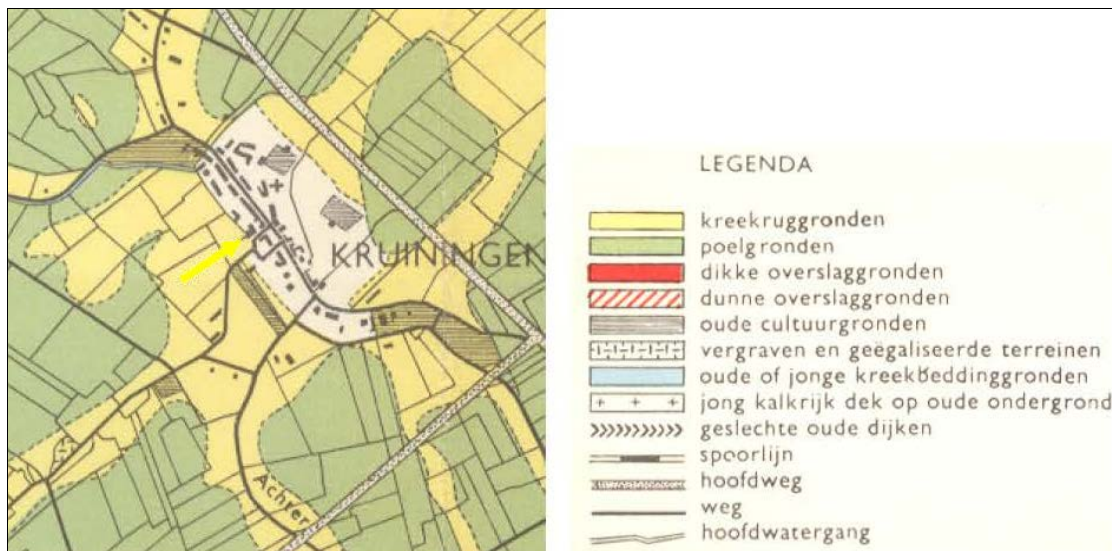 KRUININGEN
Achter
LEGENDA
kreekruggronden
poelgronden
dikke overslaggronden
dunne overslaggronden
oude cultuurgronden
vergraven en geëgaliseerde terreinen
oude of jonge kreekbeddinggronden
jong kalkrijk dek op oude ondergrond
geslechte oude dijken
spoorlijn
hoofdweg
weg
hoofdwatergang